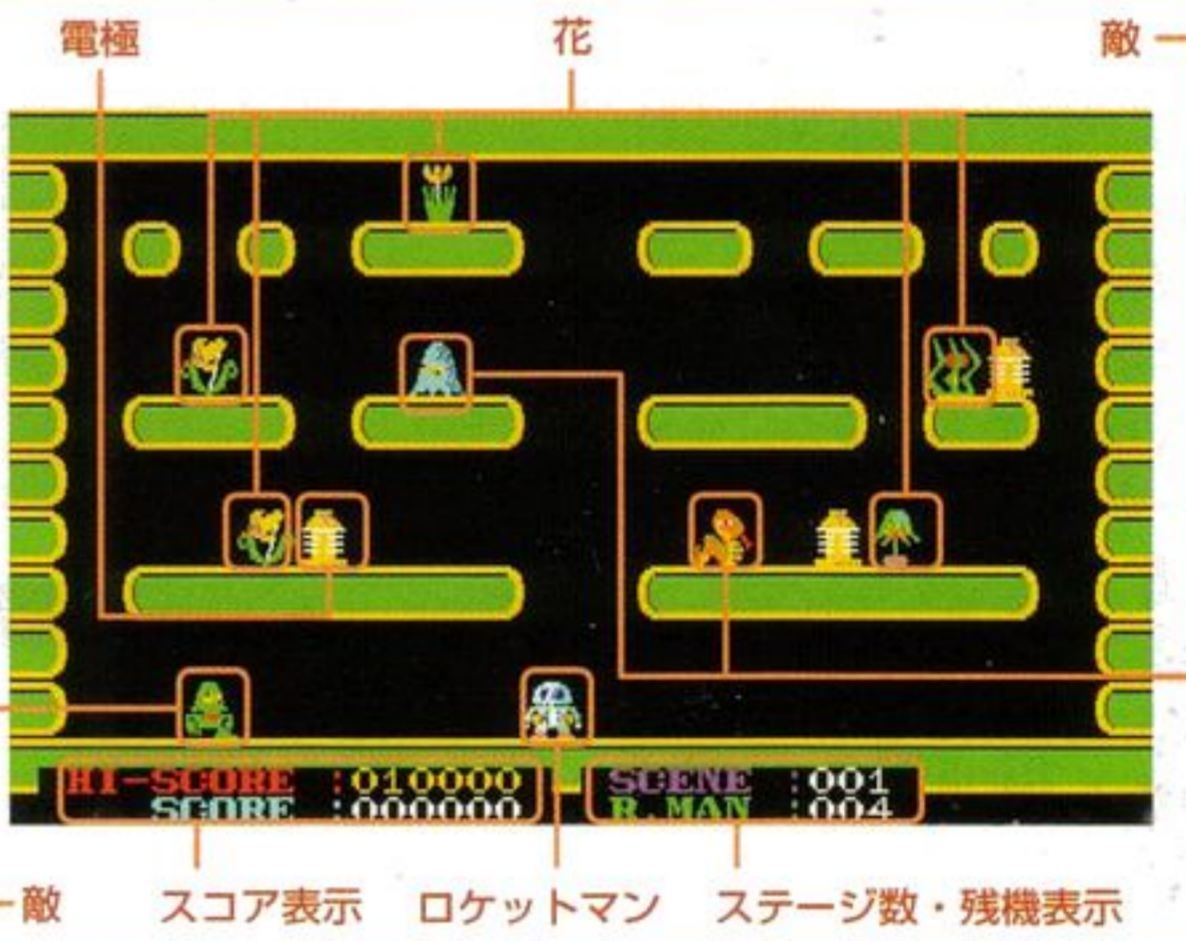 電極
花
敵
HI-SCORE :010000
SCORE :000000
SCENE :001
R.MAN :004
敵
スコア表示
ロケットマン
ステージ数・残機表示